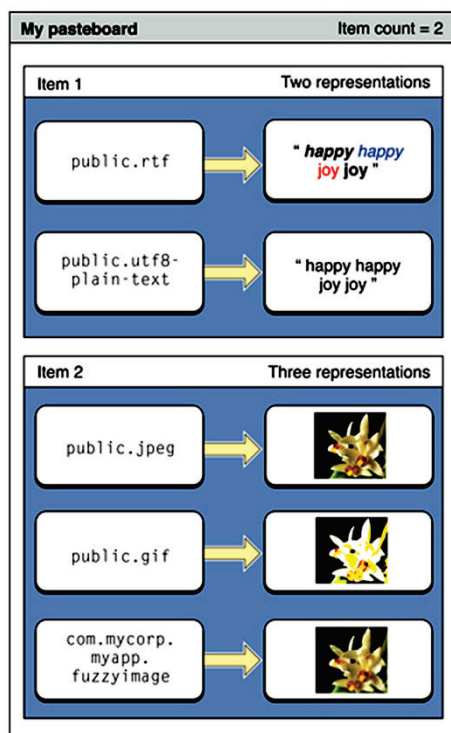 My pasteboard Item count = 2
Item 1 Two representations
public.rtf
" happy happy
joy joy "
public.utf8-
plain-text
" happy happy
joy joy "
Item 2 Three representations
public.jpeg
public.gif
com.mycorp.
myapp.
fuzzyimage